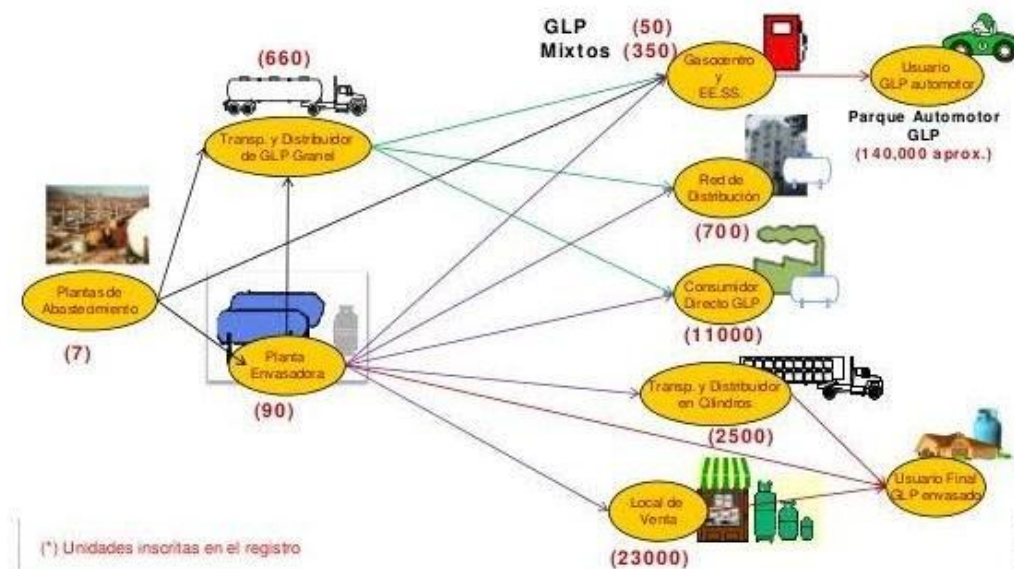 GLP
Mixtos
(50)
(350)
Gasocentro
y
EE.SS.
Usuario
GLP automotor
Parque Automotor
GLP
(140,000 aprox.)
(660)
Transp. y Distribuidor
de GLP Granel
Red de
Distribución
(700)
Plantas de
Abastecimiento
(7)
Consumidor
Directo GLP
(11000)
Planta
Envasadora
(90)
Transp. y Distribuidor
en Cilindros
(2500)
Usuario Final
GLP envasado
Local de
Venta
(23000)
(*) Unidades inscritas en el registro